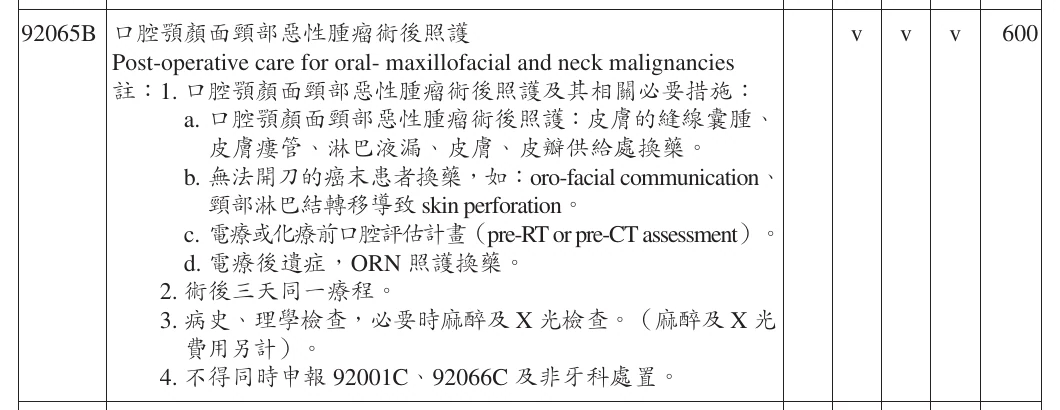 92065B 口腔顎顏面頸部惡性腫瘤術後照護 v v v 600
Post-operative care for oral- maxillofacial and neck malignancies
註：1. 口腔顎顏面頸部惡性腫瘤術後照護及其相關必要措施：
a. 口腔顎顏面頸部惡性腫瘤術後照護：皮膚的縫線囊腫、
皮膚瘻管、淋巴液漏、皮膚、皮瓣供給處換藥。
b. 無法開刀的癌末患者換藥，如：oro-facial communication、
頸部淋巴結轉移導致 skin perforation。
c. 電療或化療前口腔評估計畫（pre-RT or pre-CT assessment）。
d. 電療後遺症，ORN 照護換藥。
2. 術後三天同一療程。
3. 病史、理學檢查，必要時麻醉及 X 光檢查。（麻醉及 X 光
費用另計）。
4. 不得同時申報 92001C、92066C 及非牙科處置。